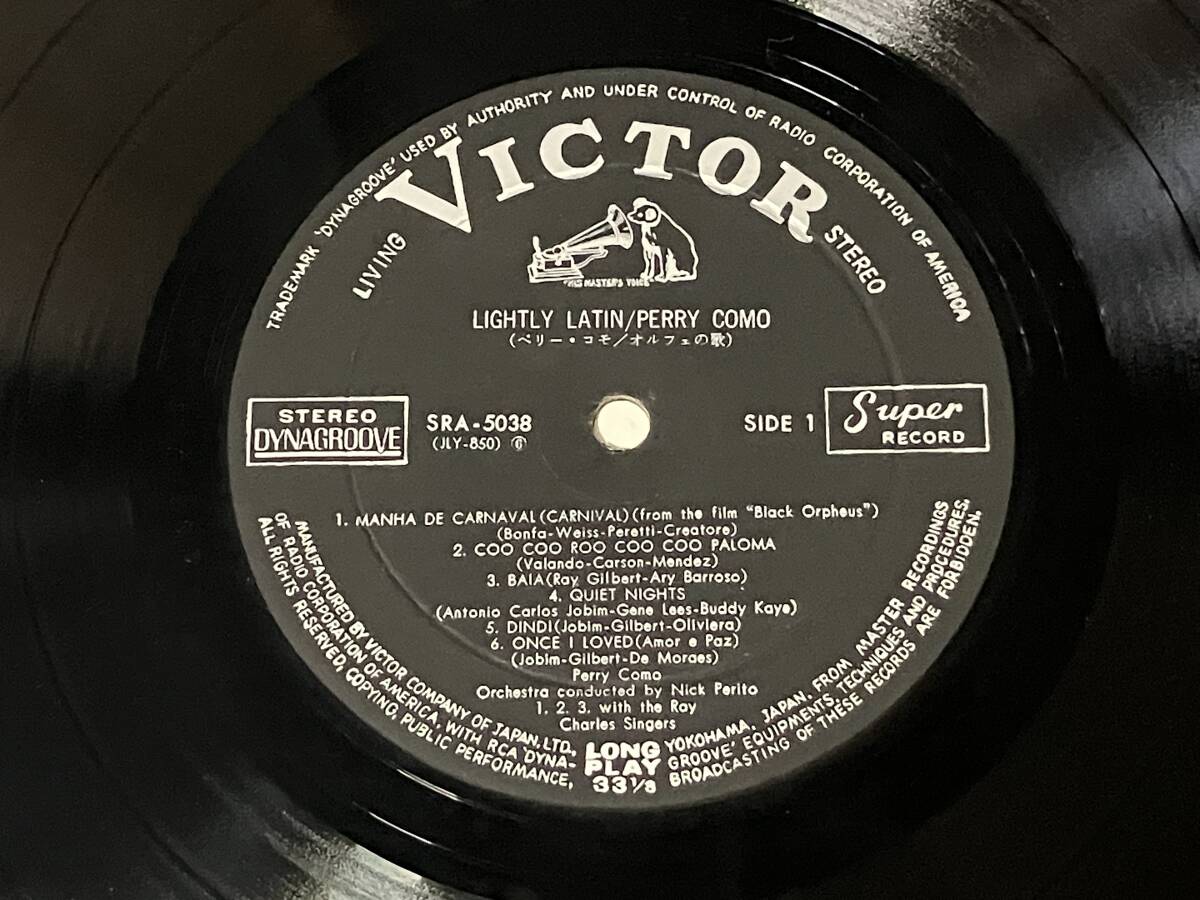 TRADEMARK 'DYNAGROOVE' USED BY AUTHORITY AND UNDER CONTROL OF RADIO CORPORATION OF AMERICA
VICTOR
LIVING
STEREO
"HIS MASTER'S VOICE"
LIGHTLY LATIN/PERRY COMO
(ペリー・コモ/オルフェの歌)
STEREO
DYNAGROOVE
SRA-5038
(JLY-850) Ⓖ
SIDE 1
Super
RECORD
1. MANHA DE CARNAVAL (CARNIVAL) (from the film "Black Orpheus")
(Bonfa-Weiss-Peretti-Creatore)
2. COO COO ROO COO COO PALOMA
(Valando-Carson-Mendez)
3. BAIA (Ray Gilbert-Ary Barroso)
4. QUIET NIGHTS
(Antonio Carlos Jobim-Gene Lees-Buddy Kaye)
5. DINDI (Jobim-Gilbert-Oliviera)
6. ONCE I LOVED (Amor e Paz)
(Jobim-Gilbert-De Moraes)
Perry Como
Orchestra conducted by Nick Perito
1. 2. 3. with the Ray
Charles Singers
MANUFACTURED BY VICTOR COMPANY OF JAPAN, LTD., YOKOHAMA, JAPAN, FROM MASTER RECORDINGS
OF RADIO CORPORATION OF AMERICA, WITH RCA 'DYNA-GROOVE' EQUIPMENTS, TECHNIQUES AND PROCEDURES.
ALL RIGHTS RESERVED, COPYING, PUBLIC PERFORMANCE, BROADCASTING OF THESE RECORDS ARE FORBIDDEN.
LONG
PLAY
33 1/3